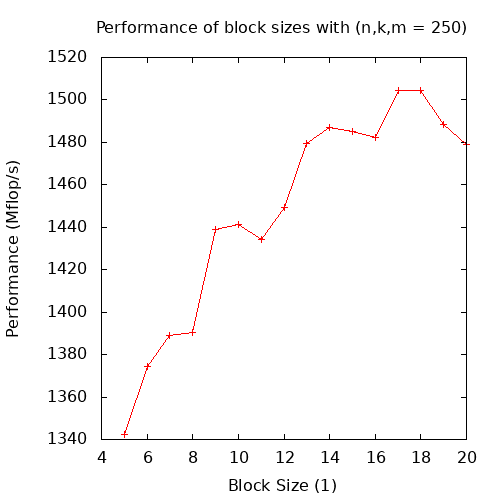 Performance of block sizes with (n,k,m = 250)
1520
1500
1480
1460
1440
1420
1400
1380
1360
1340
Performance (Mflop/s)
4 6 8 10 12 14 16 18 20
Block Size (1)